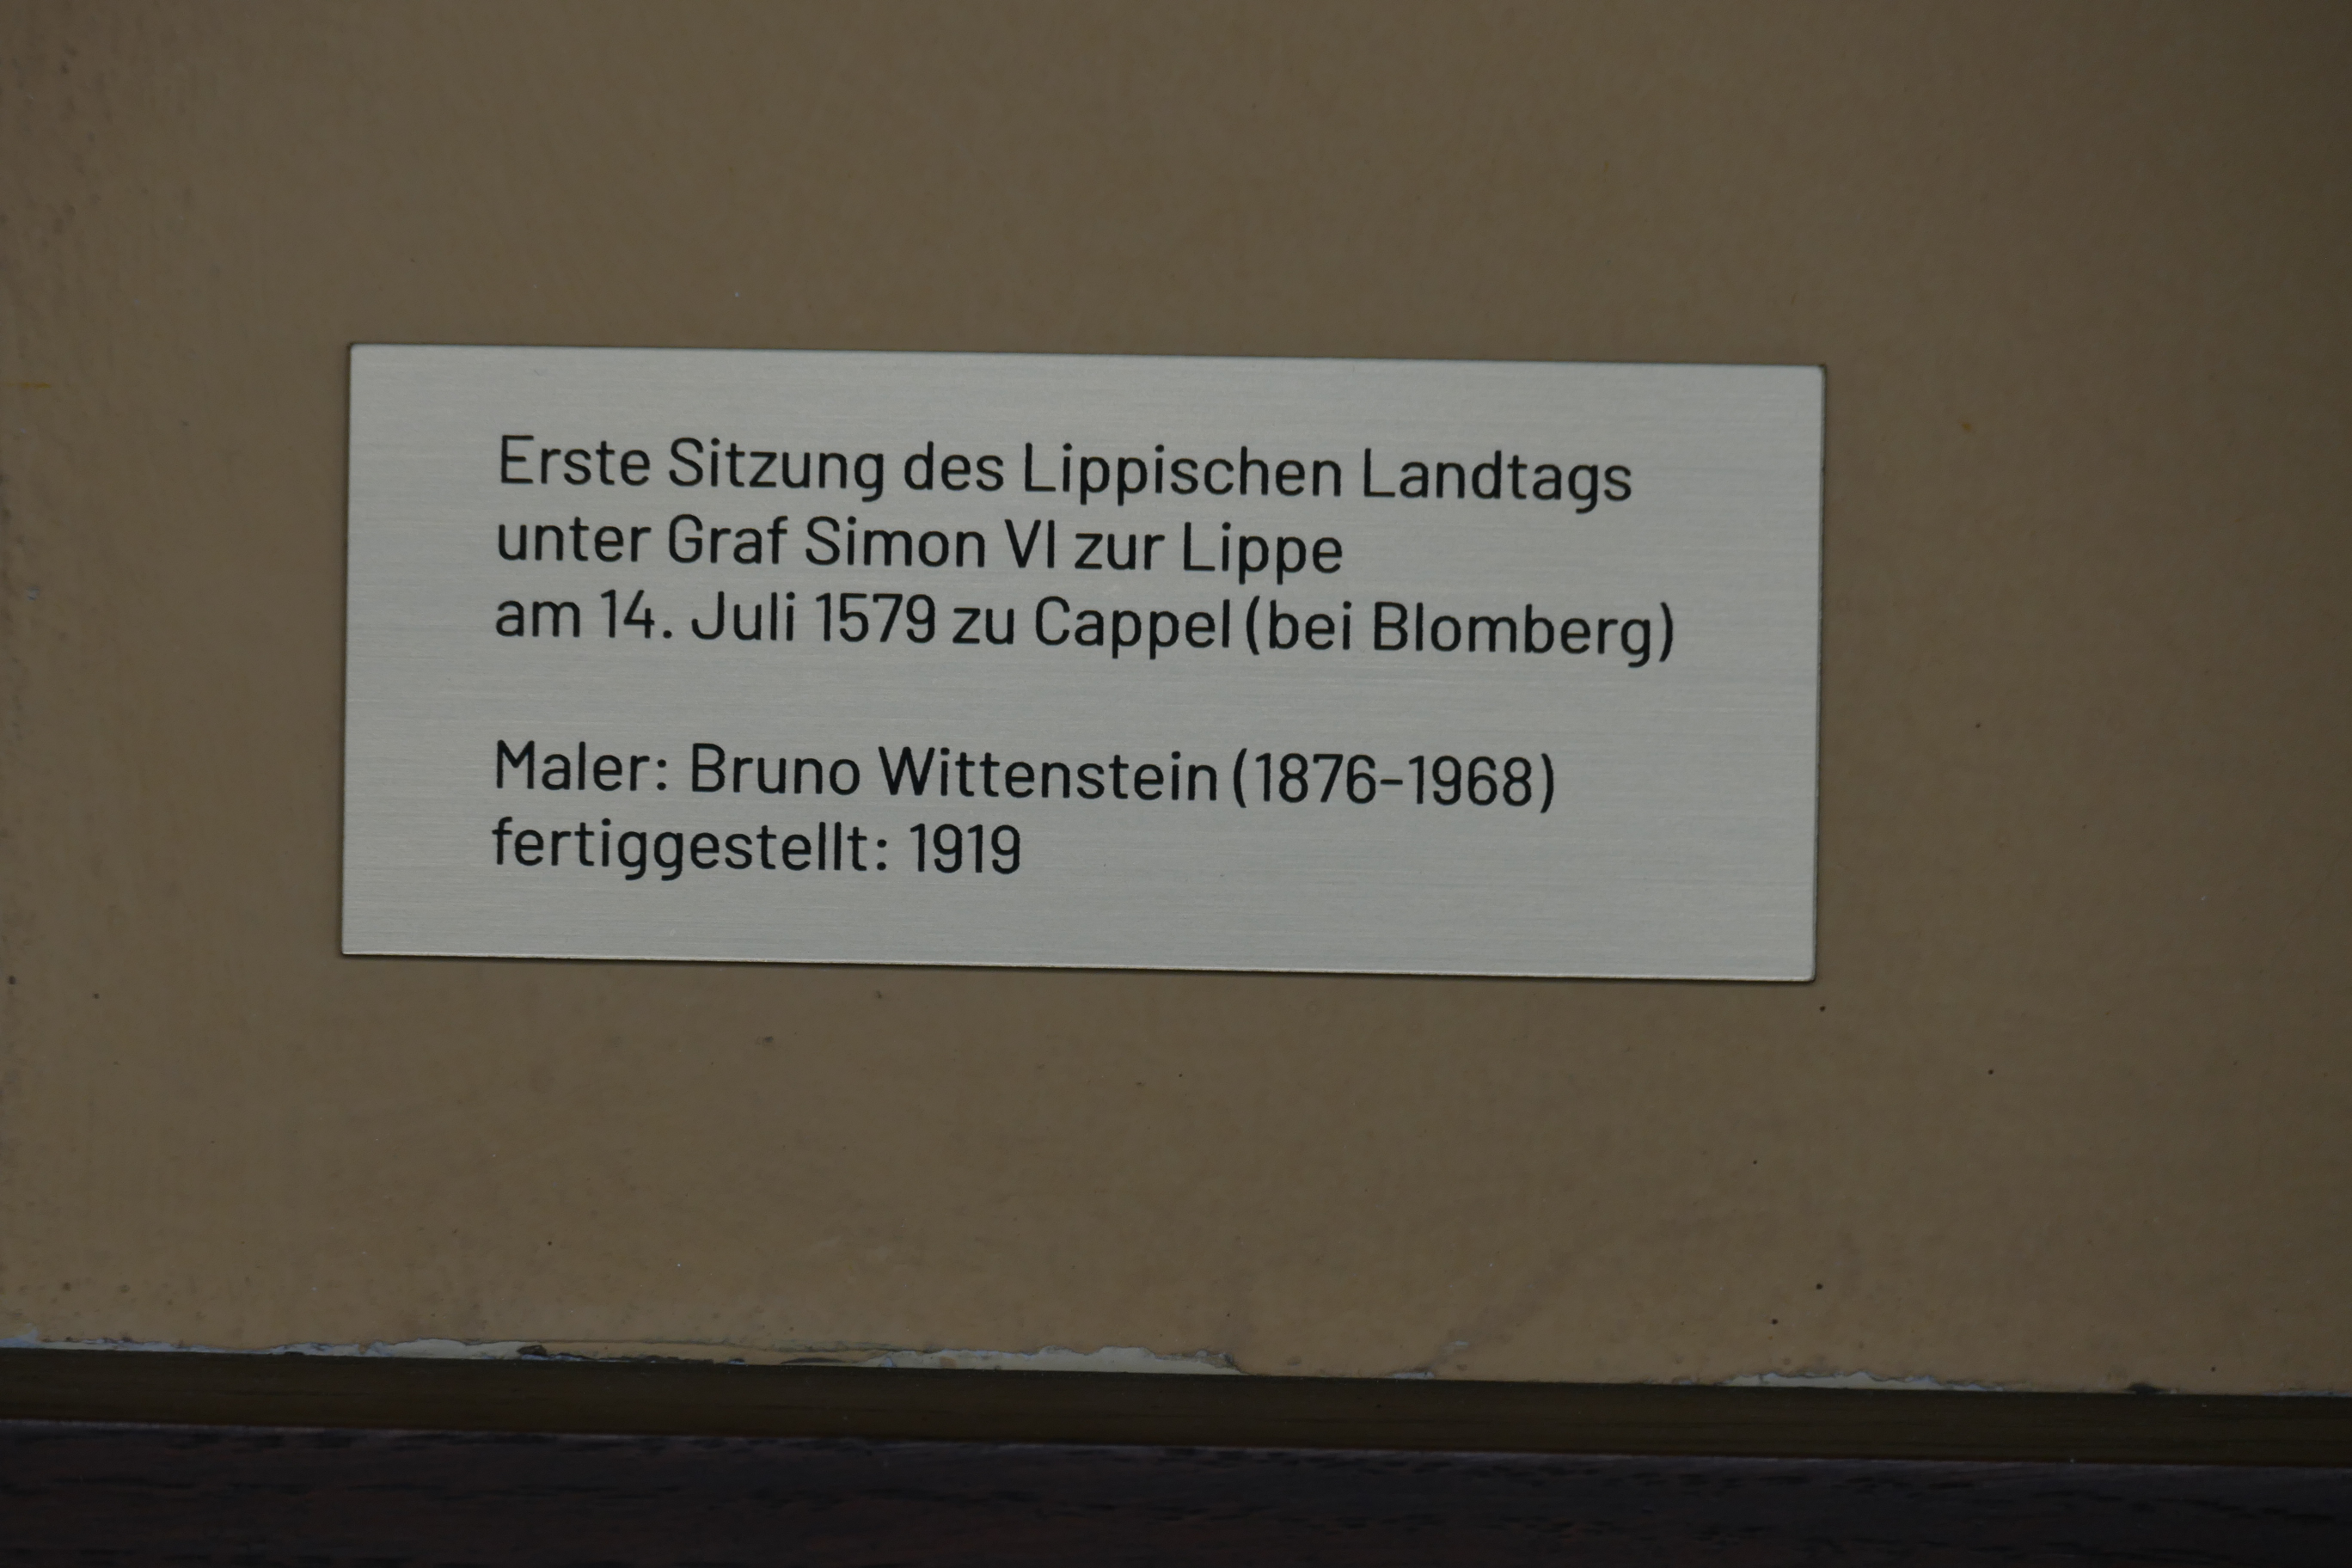 Erste Sitzung des Lippischen Landtags
unter Graf Simon VI zur Lippe
am 14. Juli 1579 zu Cappel (bei Blomberg)
Maler: Bruno Wittenstein (1876-1968)
fertiggestellt: 1919